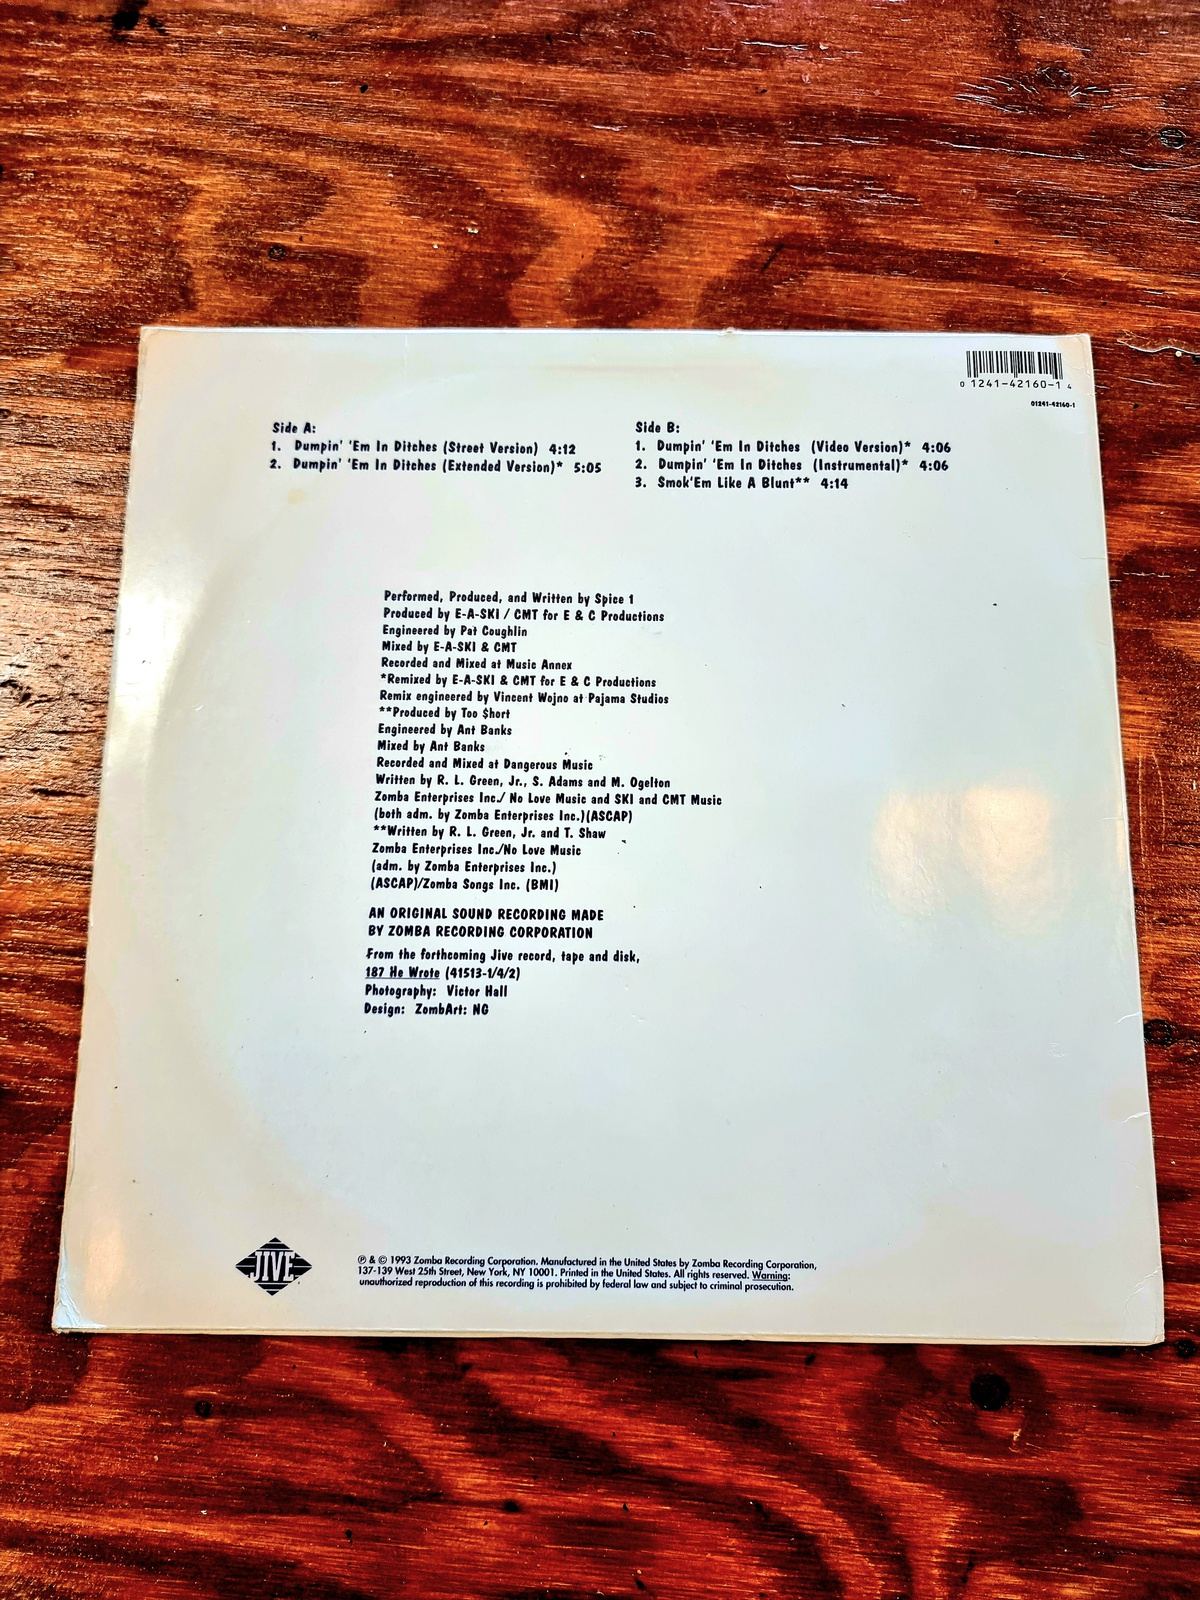 0 1241-42160-1 4
01241-42160-1
Side A:
1. Dumpin' 'Em In Ditches (Street Version) 4:12
2. Dumpin' 'Em In Ditches (Extended Version)* 5:05
Side B:
1. Dumpin' 'Em In Ditches (Video Version)* 4:06
2. Dumpin' 'Em In Ditches (Instrumental)* 4:06
3. Smok'Em Like A Blunt** 4:14
Performed, Produced, and Written by Spice 1
Produced by E-A-SKI / CMT for E & C Productions
Engineered by Pat Coughlin
Mixed by E-A-SKI & CMT
Recorded and Mixed at Music Annex
*Remixed by E-A-SKI & CMT for E & C Productions
Remix engineered by Vincent Wojno at Pajama Studios
**Produced by Too $hort
Engineered by Ant Banks
Mixed by Ant Banks
Recorded and Mixed at Dangerous Music
Written by R. L. Green, Jr., S. Adams and M. Ogelton
Zomba Enterprises Inc./ No Love Music and SKI and CMT Music
(both adm. by Zomba Enterprises Inc.)(ASCAP)
**Written by R. L. Green, Jr. and T. Shaw
Zomba Enterprises Inc./No Love Music
(adm. by Zomba Enterprises Inc.)
(ASCAP)/Zomba Songs Inc. (BMI)
AN ORIGINAL SOUND RECORDING MADE
BY ZOMBA RECORDING CORPORATION
From the forthcoming Jive record, tape and disk,
187 He Wrote (41513-1/4/2)
Photography: Victor Hall
Design: ZombArt: NG
JIVE
℗ & © 1993 Zomba Recording Corporation. Manufactured in the United States by Zomba Recording Corporation,
137-139 West 25th Street, New York, NY 10001. Printed in the United States. All rights reserved. Warning:
unauthorized reproduction of this recording is prohibited by federal law and subject to criminal prosecution.